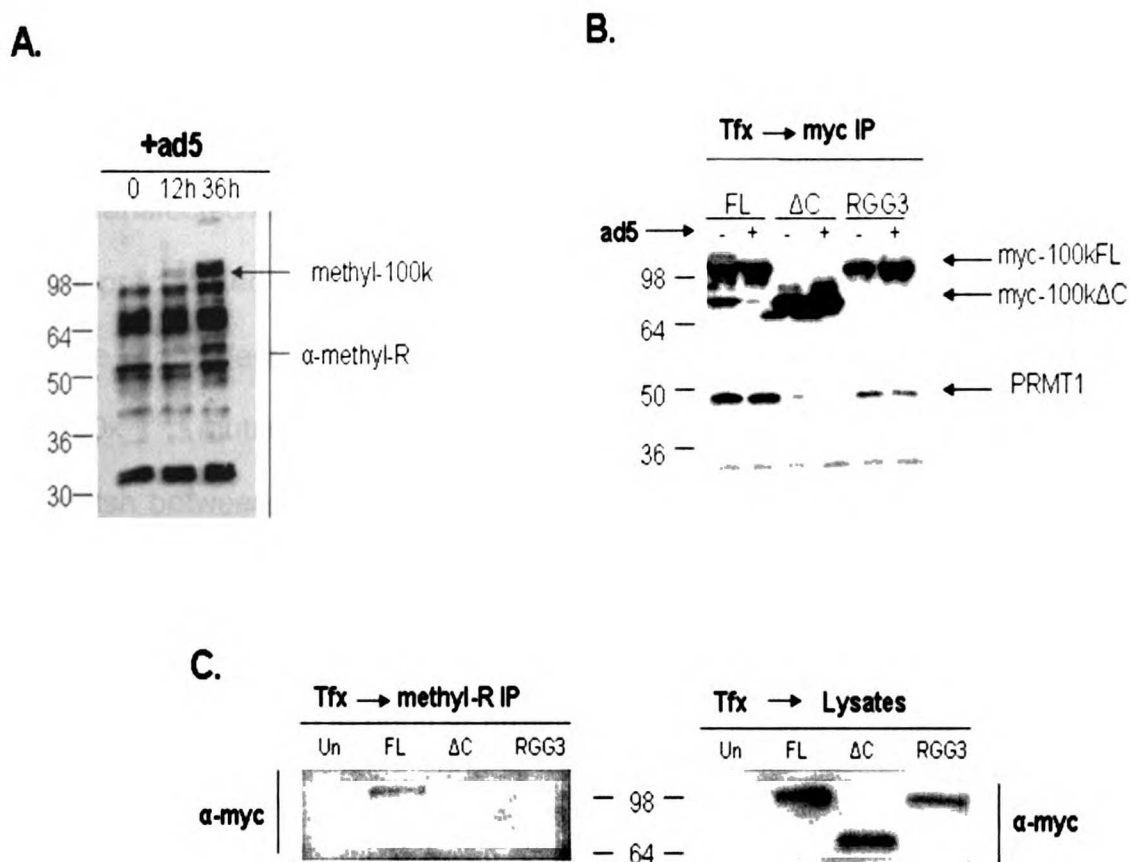 A.
+ad5
0 12h 36h
98
64
50
36
30
methyl-100k
α-methyl-R
B.
Tfx → myc IP
FL ΔC RGG3
ad5 → - + - + - +
98
64
50
36
myc-100kFL
myc-100kΔC
PRMT1
C.
Tfx → methyl-R IP
Un FL ΔC RGG3
α-myc
98
64
Tfx → Lysates
Un FL ΔC RGG3
α-myc